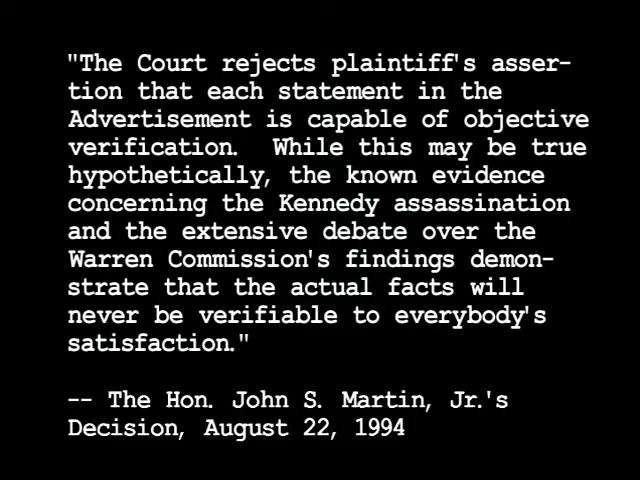 "The Court rejects plaintiff's asser-
tion that each statement in the
Advertisement is capable of objective
verification.  While this may be true
hypothetically, the known evidence
concerning the Kennedy assassination
and the extensive debate over the
Warren Commission's findings demon-
strate that the actual facts will
never be verifiable to everybody's
satisfaction."
-- The Hon. John S. Martin, Jr.'s
Decision, August 22, 1994